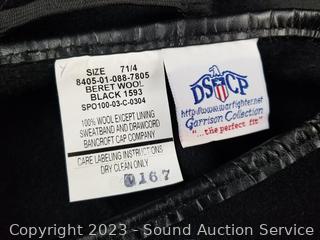 SIZE 71/4
8405-01-088-7805
BERET WOOL
BLACK 1593
SPO100-03-C-0304
100% WOOL EXCEPT LINING
SWEATBAND AND DRAWCORD
BANCROFT CAP COMPANY
CARE LABELING INSTRUCTIONS
DRY CLEAN ONLY
0167
DSCP
http://www.warfighter.net
Garrison Collection
"...the perfect fit"
Copyright 2023 - Sound Auction Service